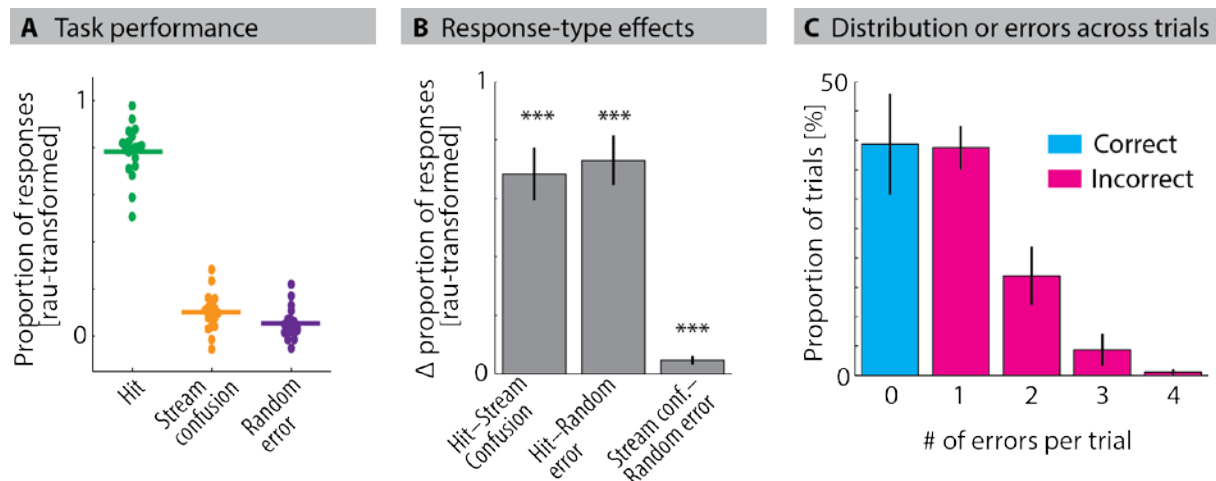 A Task performance
Proportion of responses
[rau-transformed]
1
0
Hit
Stream
confusion
Random
error
B Response-type effects
Δ proportion of responses
[rau-transformed]
1
0
***
***
***
Hit–Stream
Confusion
Hit–Random
error
Stream conf.–
Random error
C Distribution or errors across trials
Proportion of trials [%]
50
0
Correct
Incorrect
0 1 2 3 4
# of errors per trial